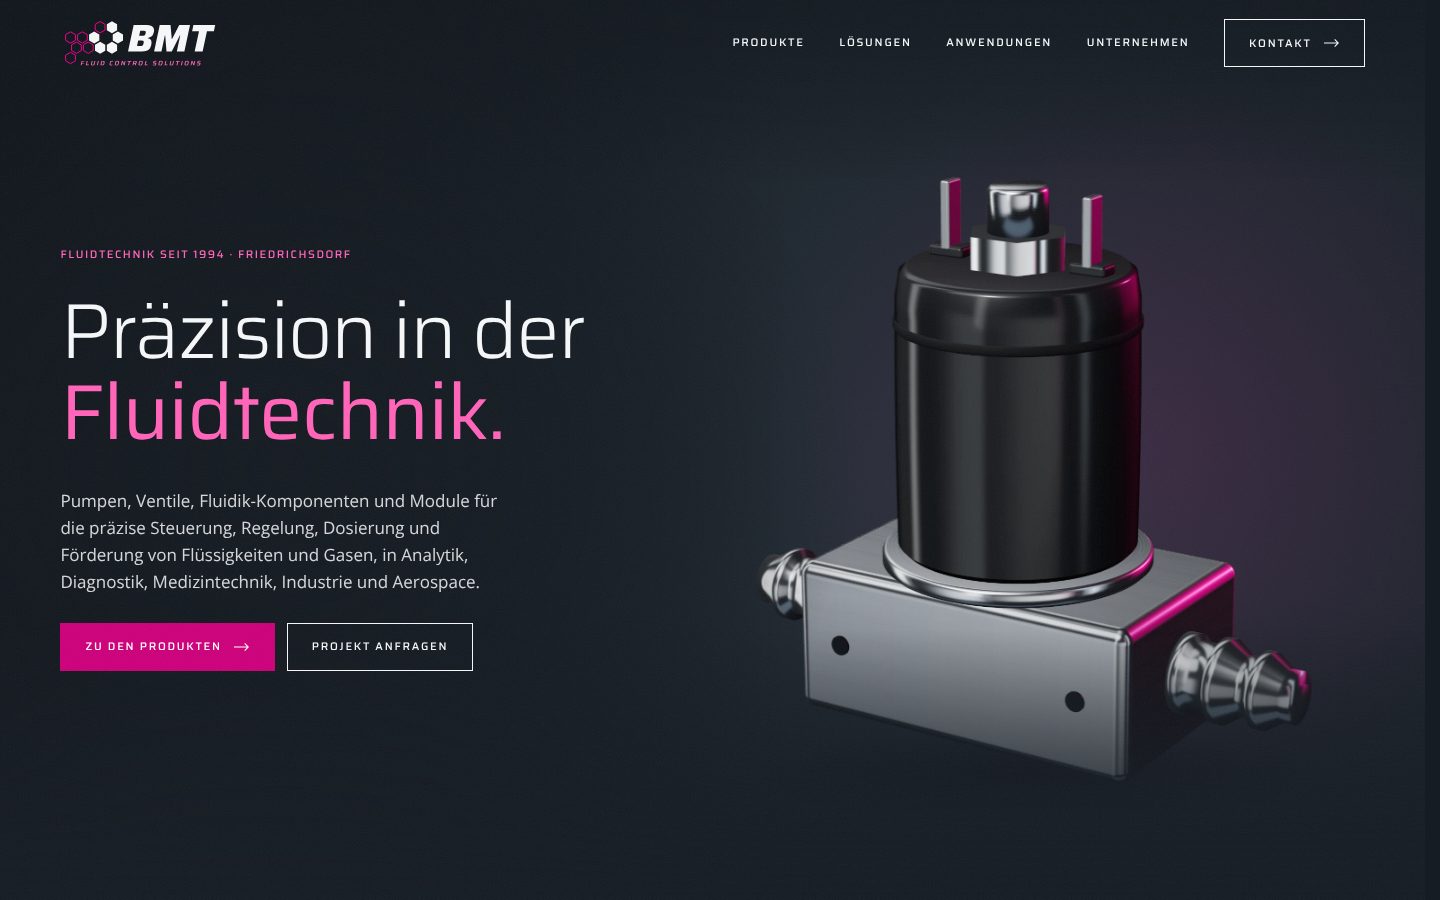 BMT
FLUID CONTROL SOLUTIONS
PRODUKTE
LÖSUNGEN
ANWENDUNGEN
UNTERNEHMEN
KONTAKT
FLUIDTECHNIK SEIT 1994 · FRIEDRICHSDORF
Präzision in der
Fluidtechnik.
Pumpen, Ventile, Fluidik-Komponenten und Module für
die präzise Steuerung, Regelung, Dosierung und
Förderung von Flüssigkeiten und Gasen, in Analytik,
Diagnostik, Medizintechnik, Industrie und Aerospace.
ZU DEN PRODUKTEN
PROJEKT ANFRAGEN